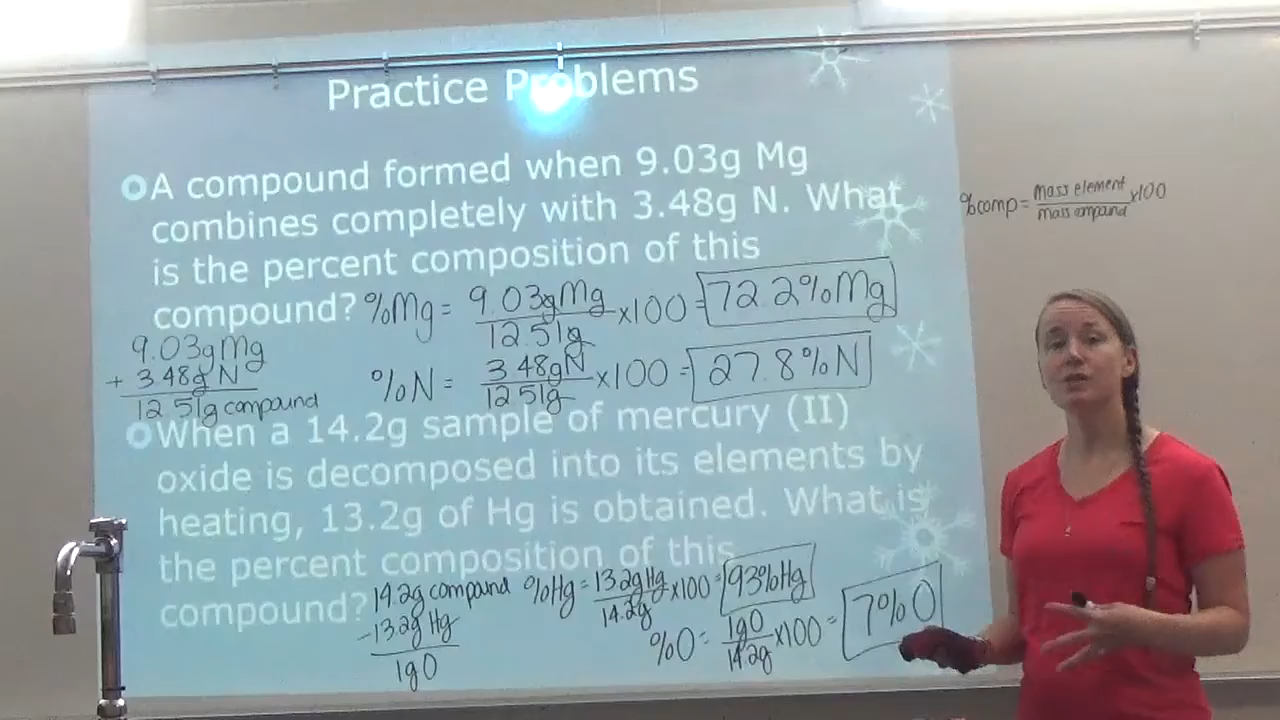 Practice Problems
A compound formed when 9.03g Mg
combines completely with 3.48g N. What
is the percent composition of this
compound?
%Mg = 9.03g Mg / 12.51g x100 = 72.2% Mg
9.03g Mg
+ 3.48g N
12.51g compound
%N = 3.48g N / 12.51g x100 = 27.8% N
When a 14.2g sample of mercury (II)
oxide is decomposed into its elements by
heating, 13.2g of Hg is obtained. What is
the percent composition of this
compound?
14.2g compound
-13.2g Hg
1g O
%Hg = 13.2g Hg / 14.2g x100 = 93% Hg
%O = 1g O / 14.2g x100 = 7% O
%comp = mass element / mass compound x100